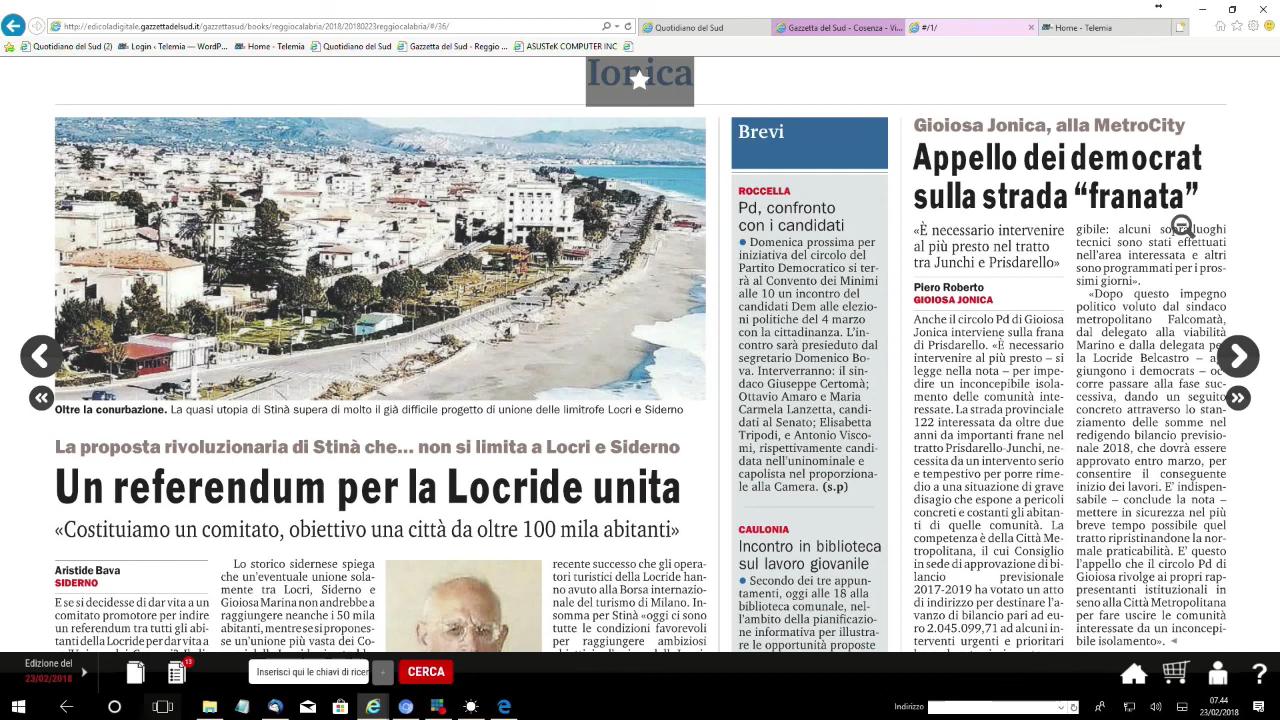 http://edicoladigitale.gazzettadelsud.it/gazzettasud/books/reggiocalabria/2018/20180223reggiocalabria/#/36/
Quotidiano del Sud
Gazzetta del Sud - Cosenza - Vi...
#/1/
Home - Telemia
Quotidiano del Sud (2)
Login - Telemia — WordP...
Home - Telemia
Quotidiano del Sud
Gazzetta del Sud - Reggio ...
ASUSTeK COMPUTER INC
Ionica
Oltre la conurbazione. La quasi utopia di Stinà supera di molto il già difficile progetto di unione delle limitrofe Locri e Siderno
La proposta rivoluzionaria di Stinà che... non si limita a Locri e Siderno
Un referendum per la Locride unita
«Costituiamo un comitato, obiettivo una città da oltre 100 mila abitanti»
Aristide Bava
SIDERNO
E se si decidesse di dar vita a un
comitato promotore per indire
un referendum tra tutti gli abi-
tanti della Locride per dar vita a
Lo storico sidernese spiega
che un'eventuale unione sola-
mente tra Locri, Siderno e
Gioiosa Marina non andrebbe a
raggiungere neanche i 50 mila
abitanti, mentre se si propones-
se un'unione più vasta dei Co-
recente successo che gli opera-
tori turistici della Locride han-
no avuto alla Borsa internazio-
nale del turismo di Milano. In-
somma per Stinà «oggi ci sono
tutte le condizioni favorevoli
per raggiungere ambiziosi
Brevi
ROCCELLA
Pd, confronto
con i candidati
● Domenica prossima per
iniziativa del circolo del
Partito Democratico si ter-
rà al Convento dei Minimi
alle 10 un incontro del
candidati Dem alle elezio-
ni politiche del 4 marzo
con la cittadinanza. L'in-
contro sarà presieduto dal
segretario Domenico Bo-
va. Interverranno: il sin-
daco Giuseppe Certomà;
Ottavio Amaro e Maria
Carmela Lanzetta, candi-
dati al Senato; Elisabetta
Tripodi, e Antonio Visco-
mi, rispettivamente candi-
data nell'uninominale e
capolista nel proporziona-
le alla Camera. (s.p)
CAULONIA
Incontro in biblioteca
sul lavoro giovanile
● Secondo dei tre appun-
tamenti, oggi alle 18 alla
biblioteca comunale, nel-
l'ambito della pianificazio-
ne informativa per illustra-
re le opportunità proposte
Gioiosa Jonica, alla MetroCity
Appello dei democrat
sulla strada “franata”
«È necessario intervenire
al più presto nel tratto
tra Junchi e Prisdarello»
Piero Roberto
GIOIOSA JONICA
Anche il circolo Pd di Gioiosa
Jonica interviene sulla frana
di Prisdarello. «È necessario
intervenire al più presto – si
legge nella nota – per impe-
dire un inconcepibile isola-
mento delle comunità inte-
ressate. La strada provinciale
122 interessata da oltre due
anni da importanti frane nel
tratto Prisdarello-Junchi, ne-
cessita da un intervento serio
e tempestivo per porre rime-
dio a una situazione di grave
disagio che espone a pericoli
concreti e costanti gli abitan-
ti di quelle comunità. La
competenza è della Città Me-
tropolitana, il cui Consiglio
in sede di approvazione di bi-
lancio previsionale
2017-2019 ha votato un atto
di indirizzo per destinare l'a-
vanzo di bilancio pari ad eu-
ro 2.045.099,71 ad alcuni in-
terventi urgenti e prioritari
gibile: alcuni sopralluoghi
tecnici sono stati effettuati
nell'area interessata e altri
sono programmati per i pros-
simi giorni».
«Dopo questo impegno
politico voluto dal sindaco
metropolitano Falcomatà,
dal delegato alla viabilità
Marino e dalla delegata per
la Locride Belcastro – ag-
giungono i democrats – oc-
corre passare alla fase suc-
cessiva, dando un seguito
concreto attraverso lo stan-
ziamento delle somme nel
redigendo bilancio previsio-
nale 2018, che dovrà essere
approvato entro marzo, per
consentire il conseguente
inizio dei lavori. E' indispen-
sabile – conclude la nota –
mettere in sicurezza nel più
breve tempo possibile quel
tratto ripristinandone la nor-
male praticabilità. E' questo
l'appello che il circolo Pd di
Gioiosa rivolge ai propri rap-
presentanti istituzionali in
seno alla Città Metropolitana
per fare uscire le comunità
interessate da un inconcepi-
bile isolamento».
Edizione del
23/02/2018
13
Inserisci qui le chiavi di ricer
+
CERCA
?
Indirizzo
07.44
23/02/2018